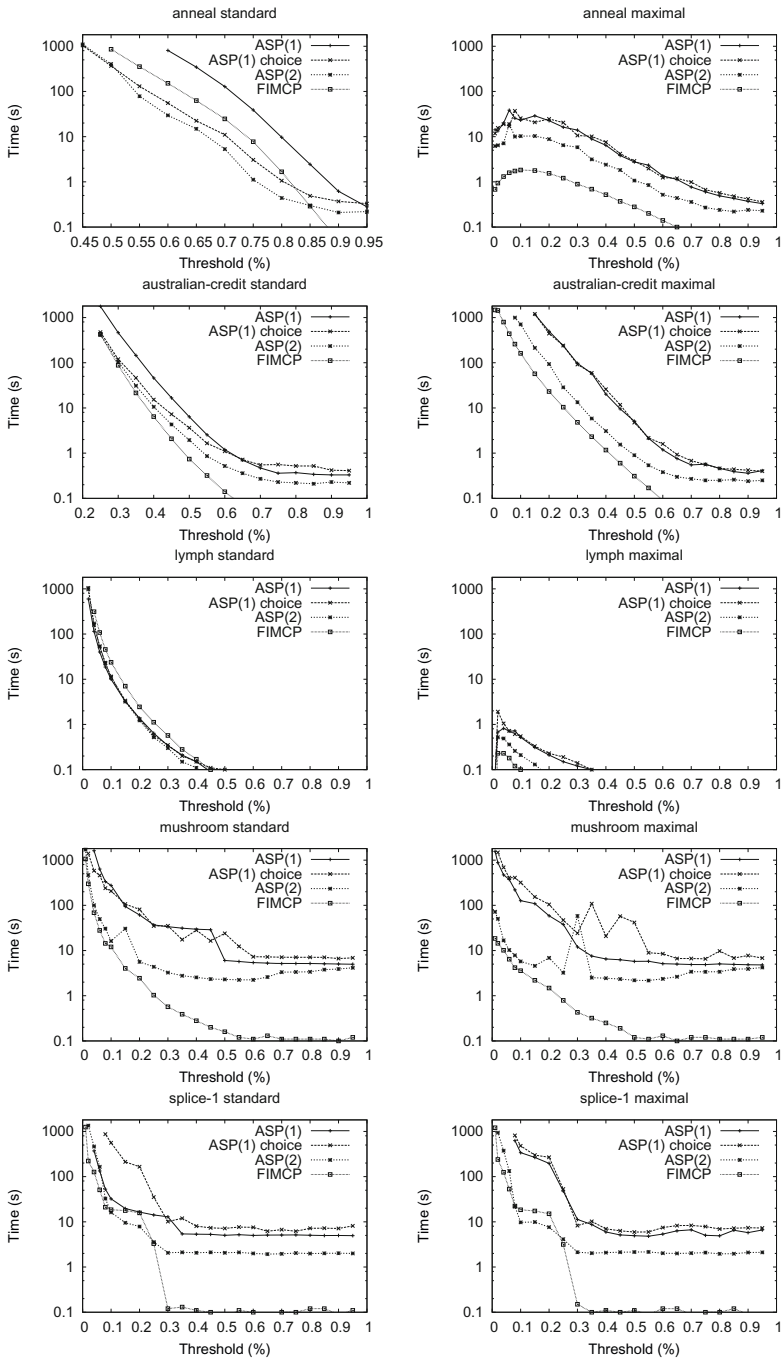 anneal standard
Time (s)
1000
100
10
1
0.1
0.45 0.5 0.55 0.6 0.65 0.7 0.75 0.8 0.85 0.9 0.95
Threshold (%)
ASP(1)
ASP(1) choice
ASP(2)
FIMCP
anneal maximal
Time (s)
1000
100
10
1
0.1
0 0.1 0.2 0.3 0.4 0.5 0.6 0.7 0.8 0.9 1
Threshold (%)
ASP(1)
ASP(1) choice
ASP(2)
FIMCP
australian-credit standard
Time (s)
1000
100
10
1
0.1
0.2 0.3 0.4 0.5 0.6 0.7 0.8 0.9 1
Threshold (%)
ASP(1)
ASP(1) choice
ASP(2)
FIMCP
australian-credit maximal
Time (s)
1000
100
10
1
0.1
0 0.1 0.2 0.3 0.4 0.5 0.6 0.7 0.8 0.9 1
Threshold (%)
ASP(1)
ASP(1) choice
ASP(2)
FIMCP
lymph standard
Time (s)
1000
100
10
1
0.1
0 0.1 0.2 0.3 0.4 0.5 0.6 0.7 0.8 0.9 1
Threshold (%)
ASP(1)
ASP(1) choice
ASP(2)
FIMCP
lymph maximal
Time (s)
1000
100
10
1
0.1
0 0.1 0.2 0.3 0.4 0.5 0.6 0.7 0.8 0.9 1
Threshold (%)
ASP(1)
ASP(1) choice
ASP(2)
FIMCP
mushroom standard
Time (s)
1000
100
10
1
0.1
0 0.1 0.2 0.3 0.4 0.5 0.6 0.7 0.8 0.9 1
Threshold (%)
ASP(1)
ASP(1) choice
ASP(2)
FIMCP
mushroom maximal
Time (s)
1000
100
10
1
0.1
0 0.1 0.2 0.3 0.4 0.5 0.6 0.7 0.8 0.9 1
Threshold (%)
ASP(1)
ASP(1) choice
ASP(2)
FIMCP
splice-1 standard
Time (s)
1000
100
10
1
0.1
0 0.1 0.2 0.3 0.4 0.5 0.6 0.7 0.8 0.9 1
Threshold (%)
ASP(1)
ASP(1) choice
ASP(2)
FIMCP
splice-1 maximal
Time (s)
1000
100
10
1
0.1
0 0.1 0.2 0.3 0.4 0.5 0.6 0.7 0.8 0.9 1
Threshold (%)
ASP(1)
ASP(1) choice
ASP(2)
FIMCP